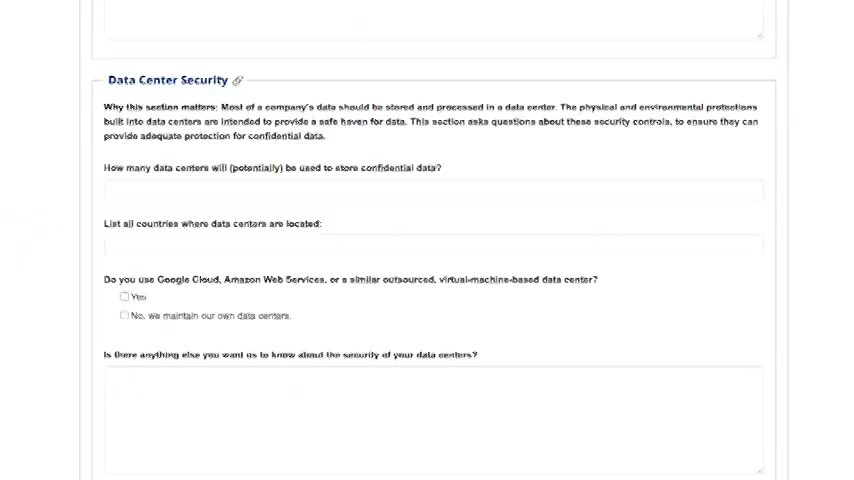 Data Center Security
Why this section matters: Most of a company's data should be stored and processed in a data center. The physical and environmental protections
built into data centers are intended to provide a safe haven for data. This section asks questions about these security controls, to ensure they can
provide adequate protection for confidential data.
How many data centers will (potentially) be used to store confidential data?
List all countries where data centers are located:
Do you use Google Cloud, Amazon Web Services, or a similar outsourced, virtual-machine-based data center?
Yes
No, we maintain our own data centers.
Is there anything else you want us to know about the security of your data centers?